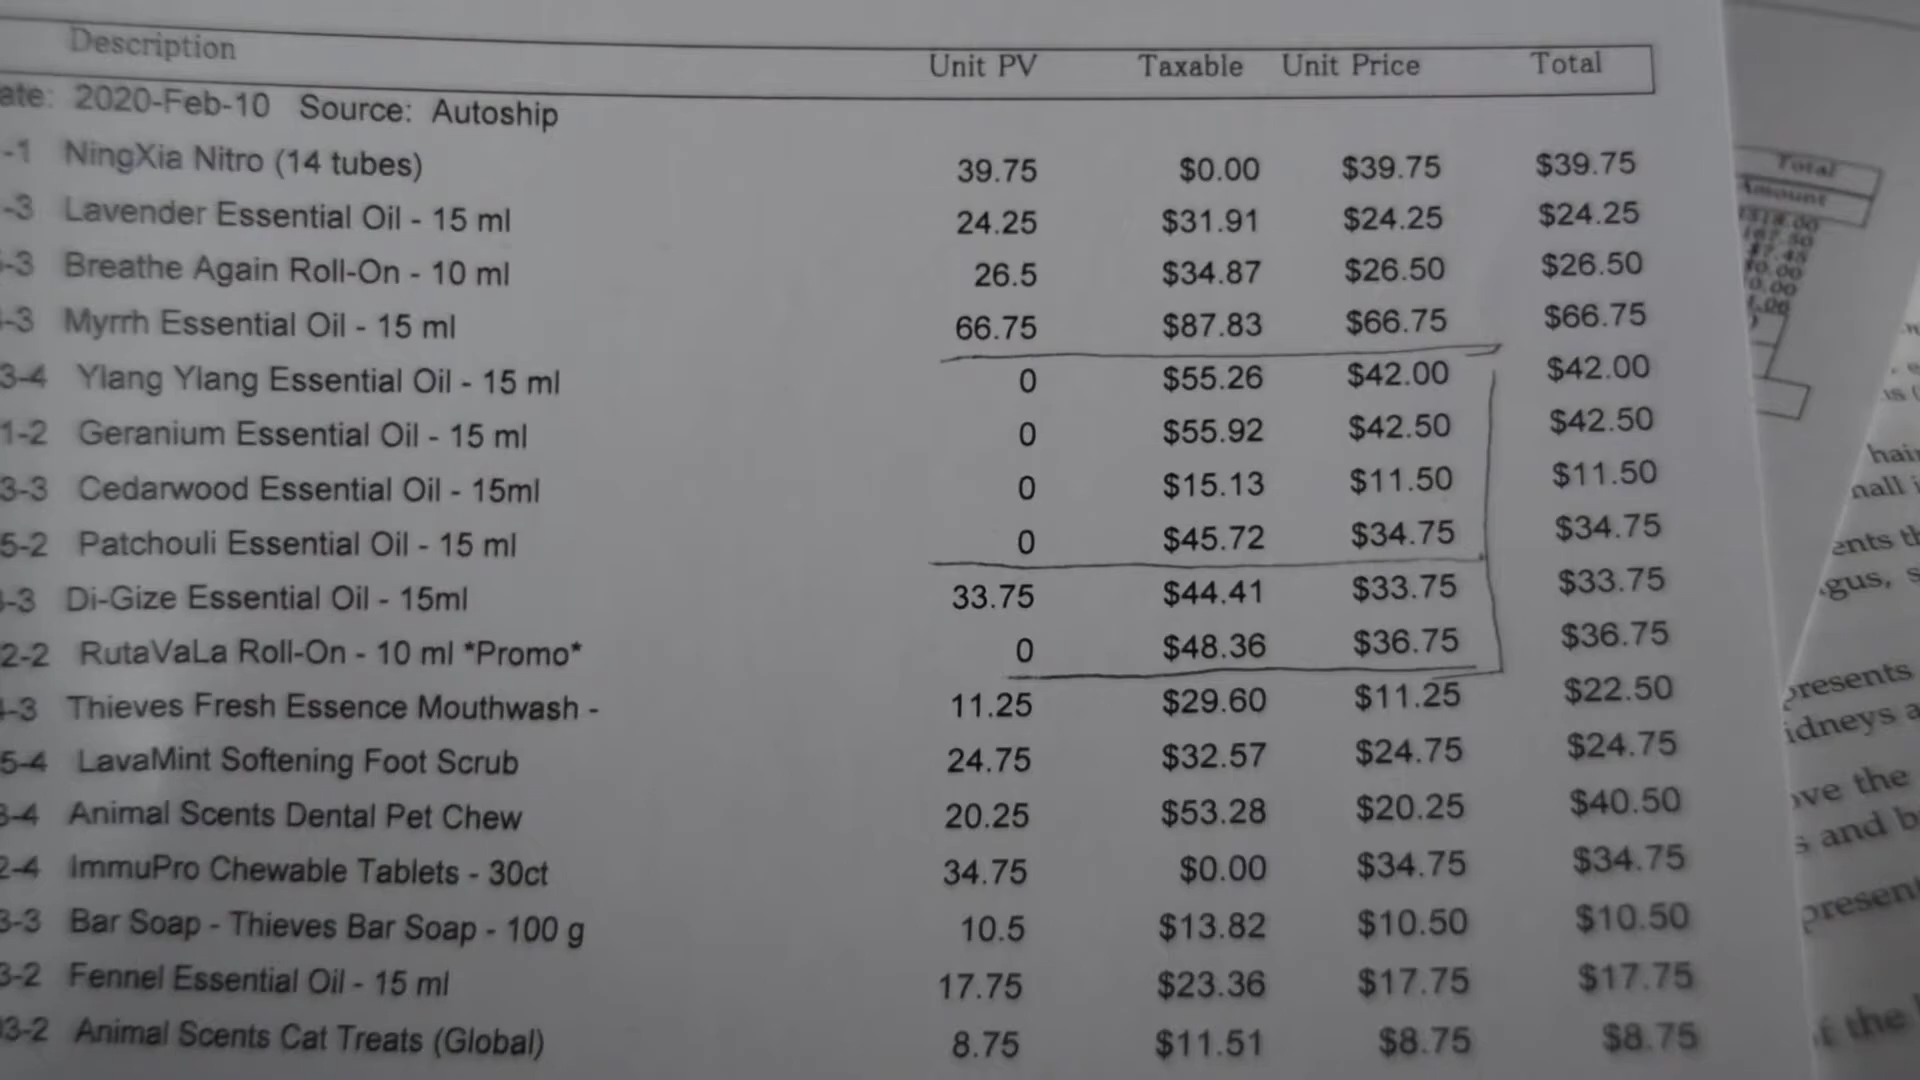 Description Unit PV Taxable Unit Price Total
ate: 2020-Feb-10 Source: Autoship
-1 NingXia Nitro (14 tubes) 39.75 $0.00 $39.75 $39.75
-3 Lavender Essential Oil - 15 ml 24.25 $31.91 $24.25 $24.25
-3 Breathe Again Roll-On - 10 ml 26.5 $34.87 $26.50 $26.50
-3 Myrrh Essential Oil - 15 ml 66.75 $87.83 $66.75 $66.75
3-4 Ylang Ylang Essential Oil - 15 ml 0 $55.26 $42.00 $42.00
1-2 Geranium Essential Oil - 15 ml 0 $55.92 $42.50 $42.50
3-3 Cedarwood Essential Oil - 15ml 0 $15.13 $11.50 $11.50
5-2 Patchouli Essential Oil - 15 ml 0 $45.72 $34.75 $34.75
-3 Di-Gize Essential Oil - 15ml 33.75 $44.41 $33.75 $33.75
2-2 RutaVaLa Roll-On - 10 ml *Promo* 0 $48.36 $36.75 $36.75
-3 Thieves Fresh Essence Mouthwash - 11.25 $29.60 $11.25 $22.50
5-4 LavaMint Softening Foot Scrub 24.75 $32.57 $24.75 $24.75
3-4 Animal Scents Dental Pet Chew 20.25 $53.28 $20.25 $40.50
2-4 ImmuPro Chewable Tablets - 30ct 34.75 $0.00 $34.75 $34.75
3-3 Bar Soap - Thieves Bar Soap - 100 g 10.5 $13.82 $10.50 $10.50
3-2 Fennel Essential Oil - 15 ml 17.75 $23.36 $17.75 $17.75
3-2 Animal Scents Cat Treats (Global) 8.75 $11.51 $8.75 $8.75
Total
Amount
hair
nall i
ents th
gus, s
presents
idneys a
ove the
s and b
present
f the